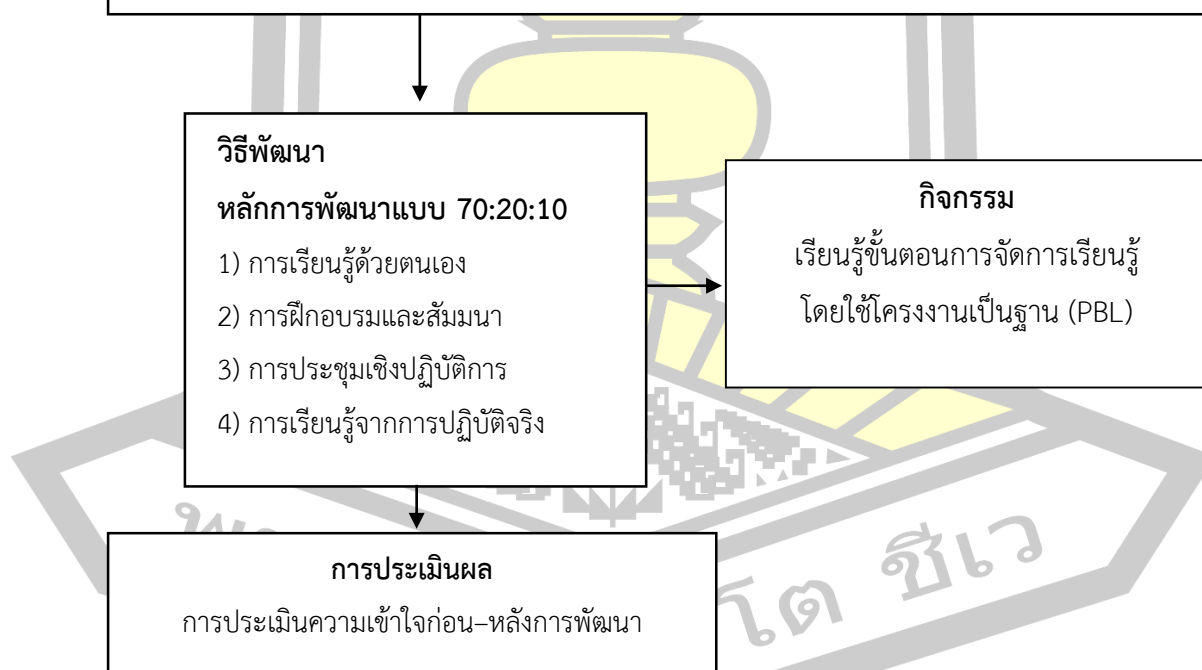 วิธีพัฒนา
หลักการพัฒนาแบบ 70:20:10
1) การเรียนรู้ด้วยตนเอง
2) การฝึกอบรมและสัมมนา
3) การประชุมเชิงปฏิบัติการ
4) การเรียนรู้จากการปฏิบัติจริง
กิจกรรม
เรียนรู้ขั้นตอนการจัดการเรียนรู้
โดยใช้โครงงานเป็นฐาน (PBL)
การประเมินผล
การประเมินความเข้าใจก่อน–หลังการพัฒนา
โต ชีเว